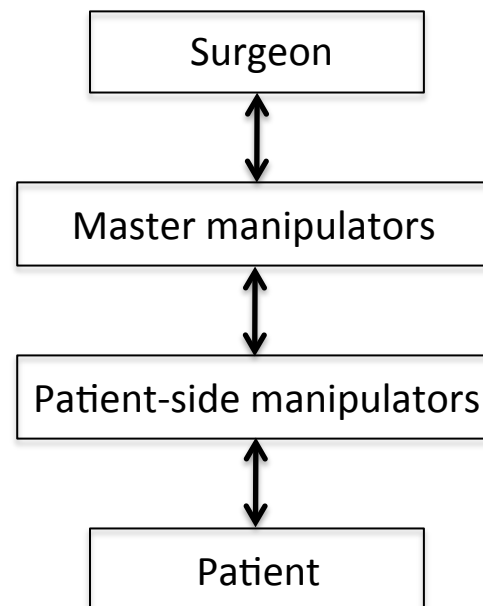 Surgeon
Master manipulators
Patient-side manipulators
Patient